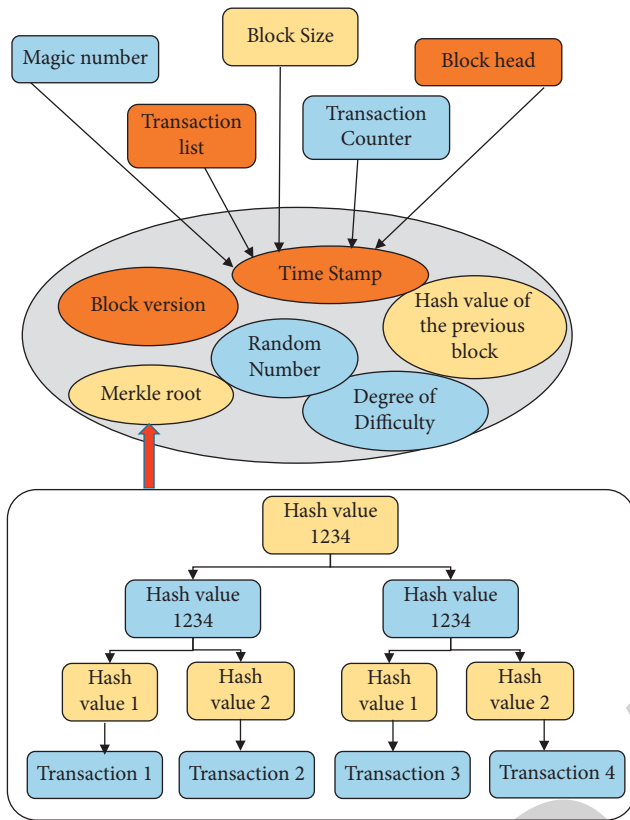 Block Size
Magic number
Block head
Transaction
list
Transaction
Counter
Time Stamp
Block version
Hash value of
the previous
block
Random
Number
Merkle root
Degree of
Difficulty
Hash value
1234
Hash value
1234
Hash value
1234
Hash
value 1
Hash
value 2
Hash
value 1
Hash
value 2
Transaction 1
Transaction 2
Transaction 3
Transaction 4